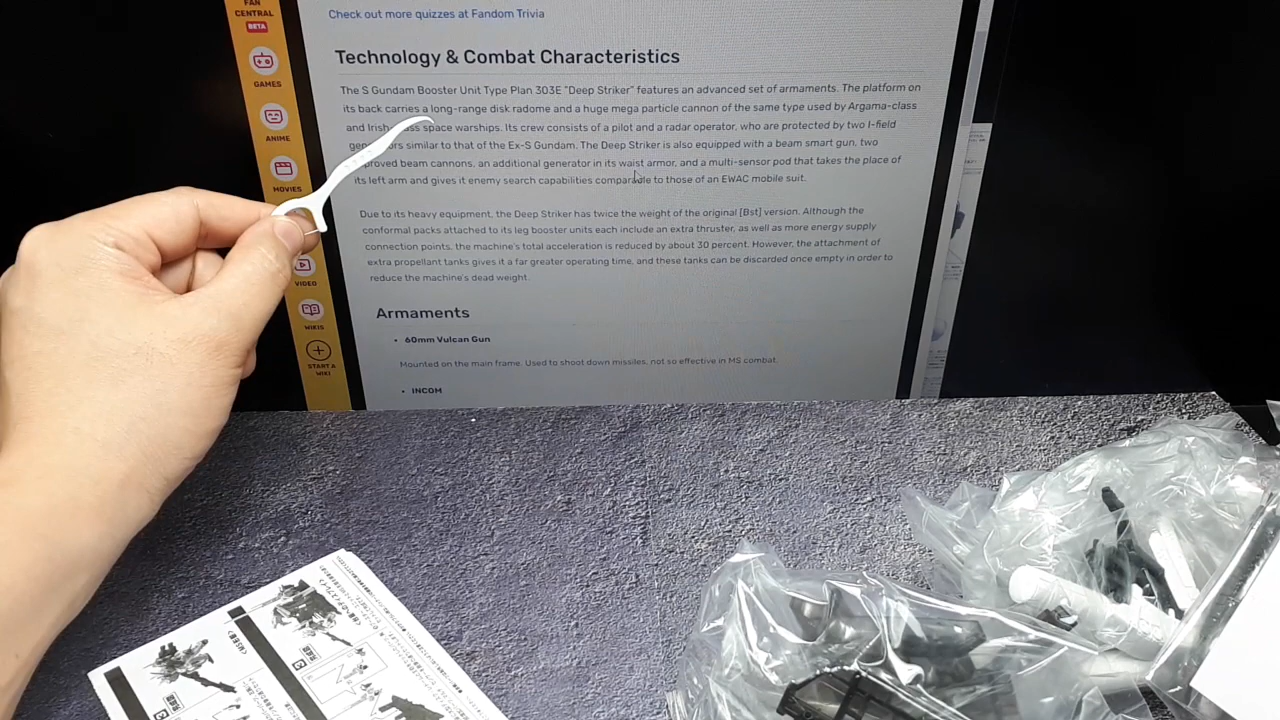 FAN
CENTRAL
BETA
GAMES
ANIME
MOVIES
VIDEO
WIKIS
START A
WIKI
Check out more quizzes at Fandom Trivia
Technology & Combat Characteristics
The S Gundam Booster Unit Type Plan 303E "Deep Striker" features an advanced set of armaments. The platform on
its back carries a long-range disk radome and a huge mega particle cannon of the same type used by Argama-class
and Irish space warships. Its crew consists of a pilot and a radar operator, who are protected by two I-field
similar to that of the Ex-S Gundam. The Deep Striker is also equipped with a beam smart gun, two
beam cannons, an additional generator in its waist armor, and a multi-sensor pod that takes the place of
its left arm and gives it enemy search capabilities comparable to those of an EWAC mobile suit.
Due to its heavy equipment, the Deep Striker has twice the weight of the original [Bst] version. Although the
conformal packs attached to its leg booster units each include an extra thruster, as well as more energy supply
connection points, the machine's total acceleration is reduced by about 30 percent. However, the attachment of
extra propellant tanks gives it a far greater operating time, and these tanks can be discarded once empty in order to
reduce the machine's dead weight.
Armaments
• 60mm Vulcan Gun
Mounted on the main frame. Used to shoot down missiles, not so effective in MS combat.
• INCOM